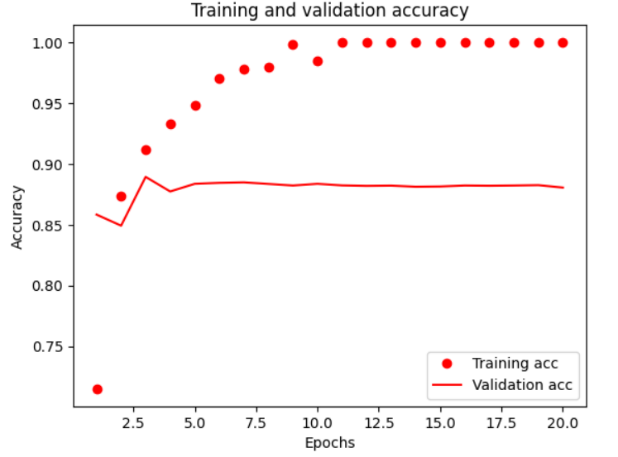 Training and validation accuracy
1.00
0.95
0.90
0.85
0.80
0.75
Accuracy
Training acc
Validation acc
2.5 5.0 7.5 10.0 12.5 15.0 17.5 20.0
Epochs